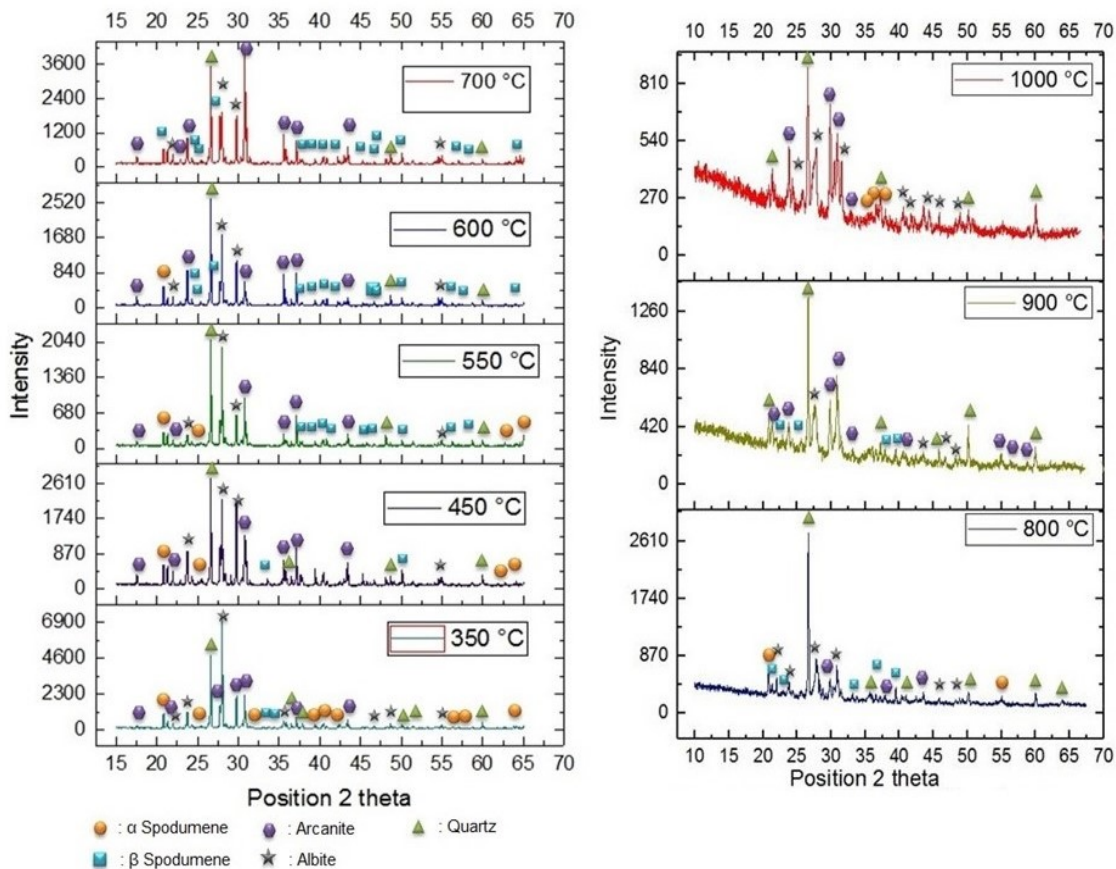 15 20 25 30 35 40 45 50 55 60 65 70
3600
2400
1200
0
700 °C
2520
1680
840
0
600 °C
2040
1360
680
0
550 °C
2610
1740
870
0
450 °C
6900
4600
2300
0
350 °C
Intensity
15 20 25 30 35 40 45 50 55 60 65 70
Position 2 theta
10 15 20 25 30 35 40 45 50 55 60 65 70
810
540
270
0
1000 °C
1260
840
420
0
900 °C
2610
1740
870
0
800 °C
Intensity
10 15 20 25 30 35 40 45 50 55 60 65 70
Position 2 theta
: α Spodumene : Arcanite : Quartz
: β Spodumene : Albite